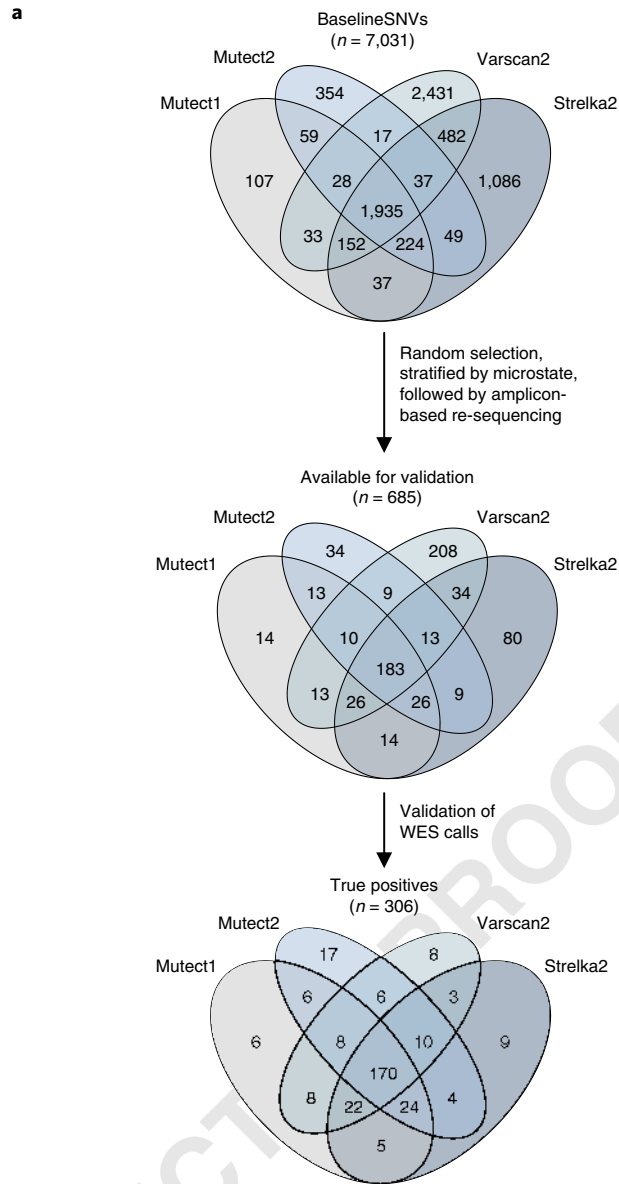 a
BaselineSNVs
(n = 7,031)
Mutect2
Varscan2
Mutect1
Strelka2
354
2,431
59
17
482
107
28
37
1,086
1,935
33
152
224
49
37
Random selection,
stratified by microstate,
followed by amplicon-
based re-sequencing
Available for validation
(n = 685)
Mutect2
Varscan2
Mutect1
Strelka2
34
208
13
9
34
14
10
13
80
183
13
26
26
9
14
Validation of
WES calls
True positives
(n = 306)
Mutect2
Varscan2
Mutect1
Strelka2
17
8
6
6
3
6
8
10
9
170
8
22
24
4
5